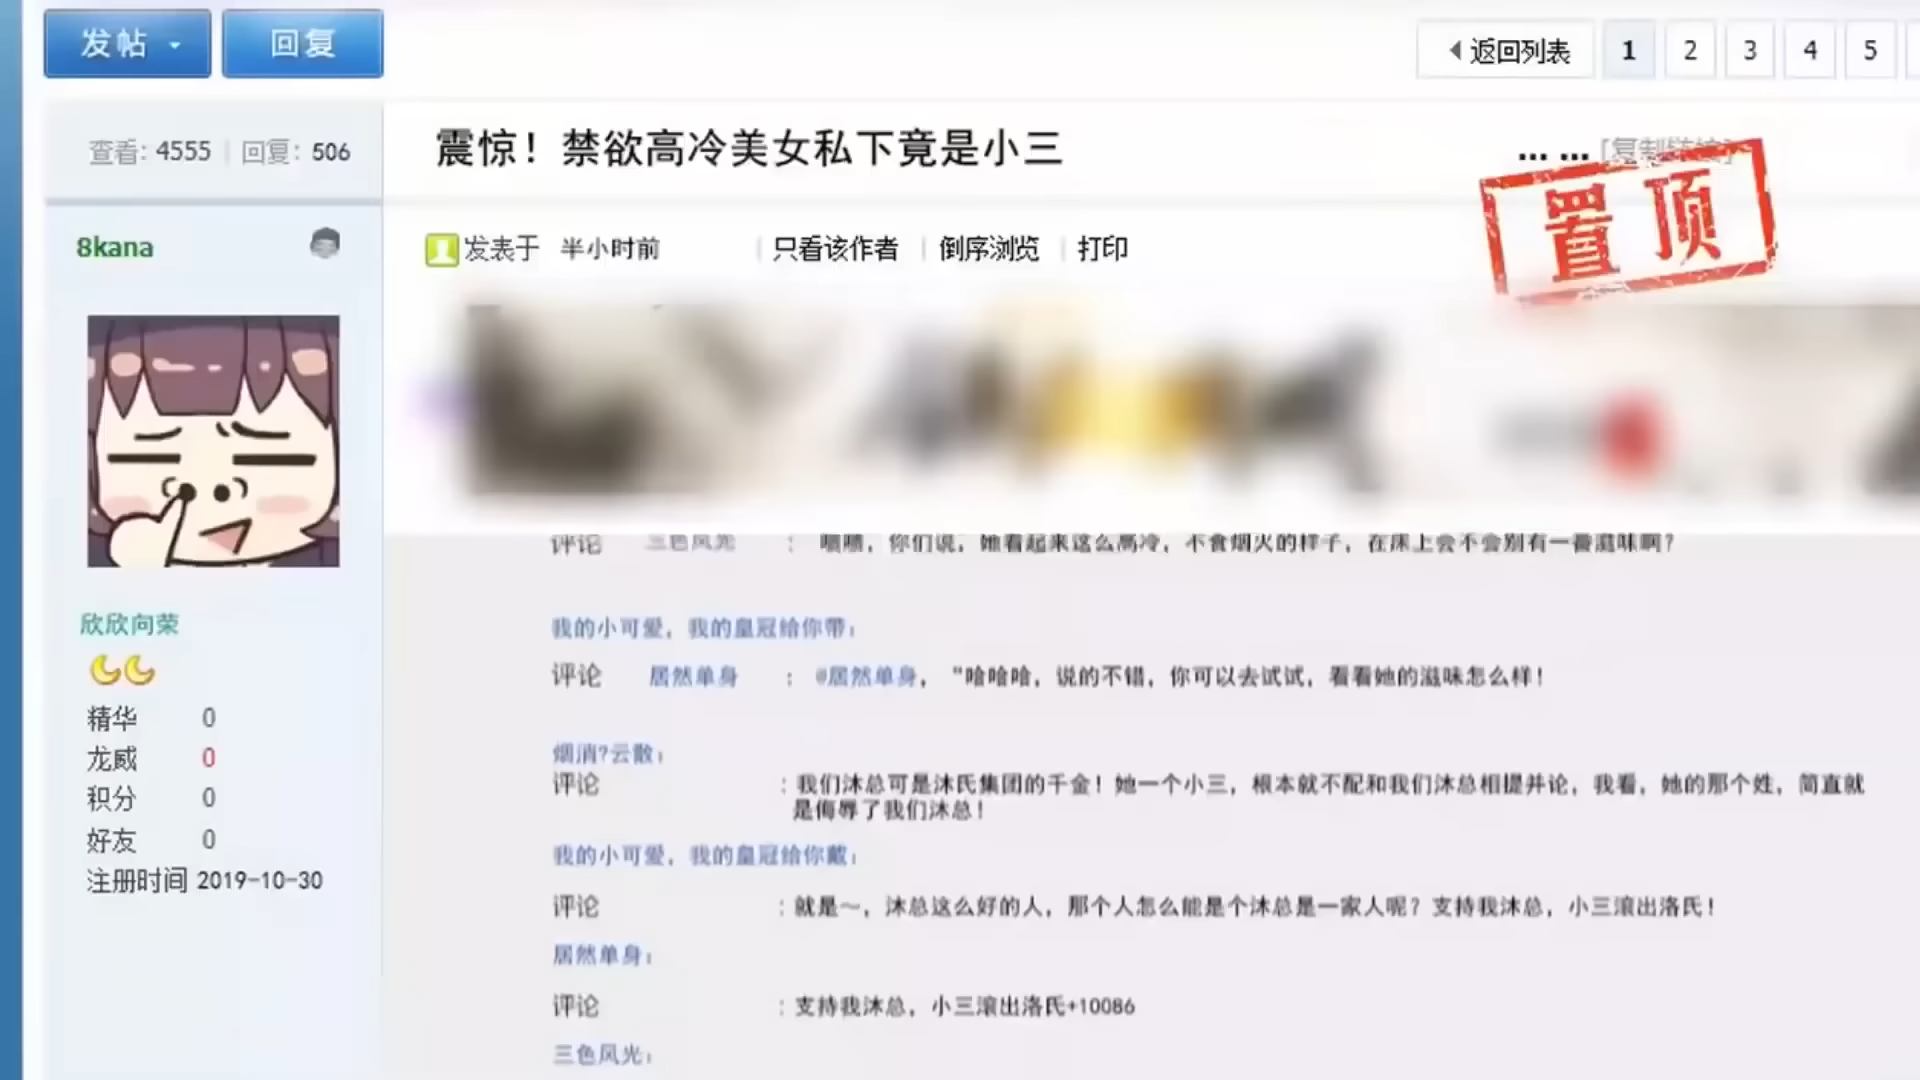 发帖 回复
返回列表 1 2 3 4 5
查看: 4555 回复: 506
震惊！禁欲高冷美女私下竟是小三
... ... [复制链接]
置顶
8kana
发表于 半小时前 只看该作者 倒序浏览 打印
评论 三色风光 ： 啧啧，你们说，她看起来这么高冷，不食烟火的样子，在床上会不会别有一番滋味啊？
我的小可爱，我的皇冠给你带：
评论 居然单身 ： @居然单身，“哈哈哈，说的不错，你可以去试试，看看她的滋味怎么样！
烟消?云散：
评论 ：我们沐总可是沐氏集团的千金！她一个小三，根本就不配和我们沐总相提并论，我看，她的那个姓，简直就
是侮辱了我们沐总！
我的小可爱，我的皇冠给你戴：
评论 ：就是～，沐总这么好的人，那个人怎么能是个沐总是一家人呢？支持我沐总，小三滚出洛氏！
居然单身：
评论 ：支持我沐总，小三滚出洛氏+10086
三色风光：
欣欣向荣
精华 0
龙威 0
积分 0
好友 0
注册时间 2019-10-30